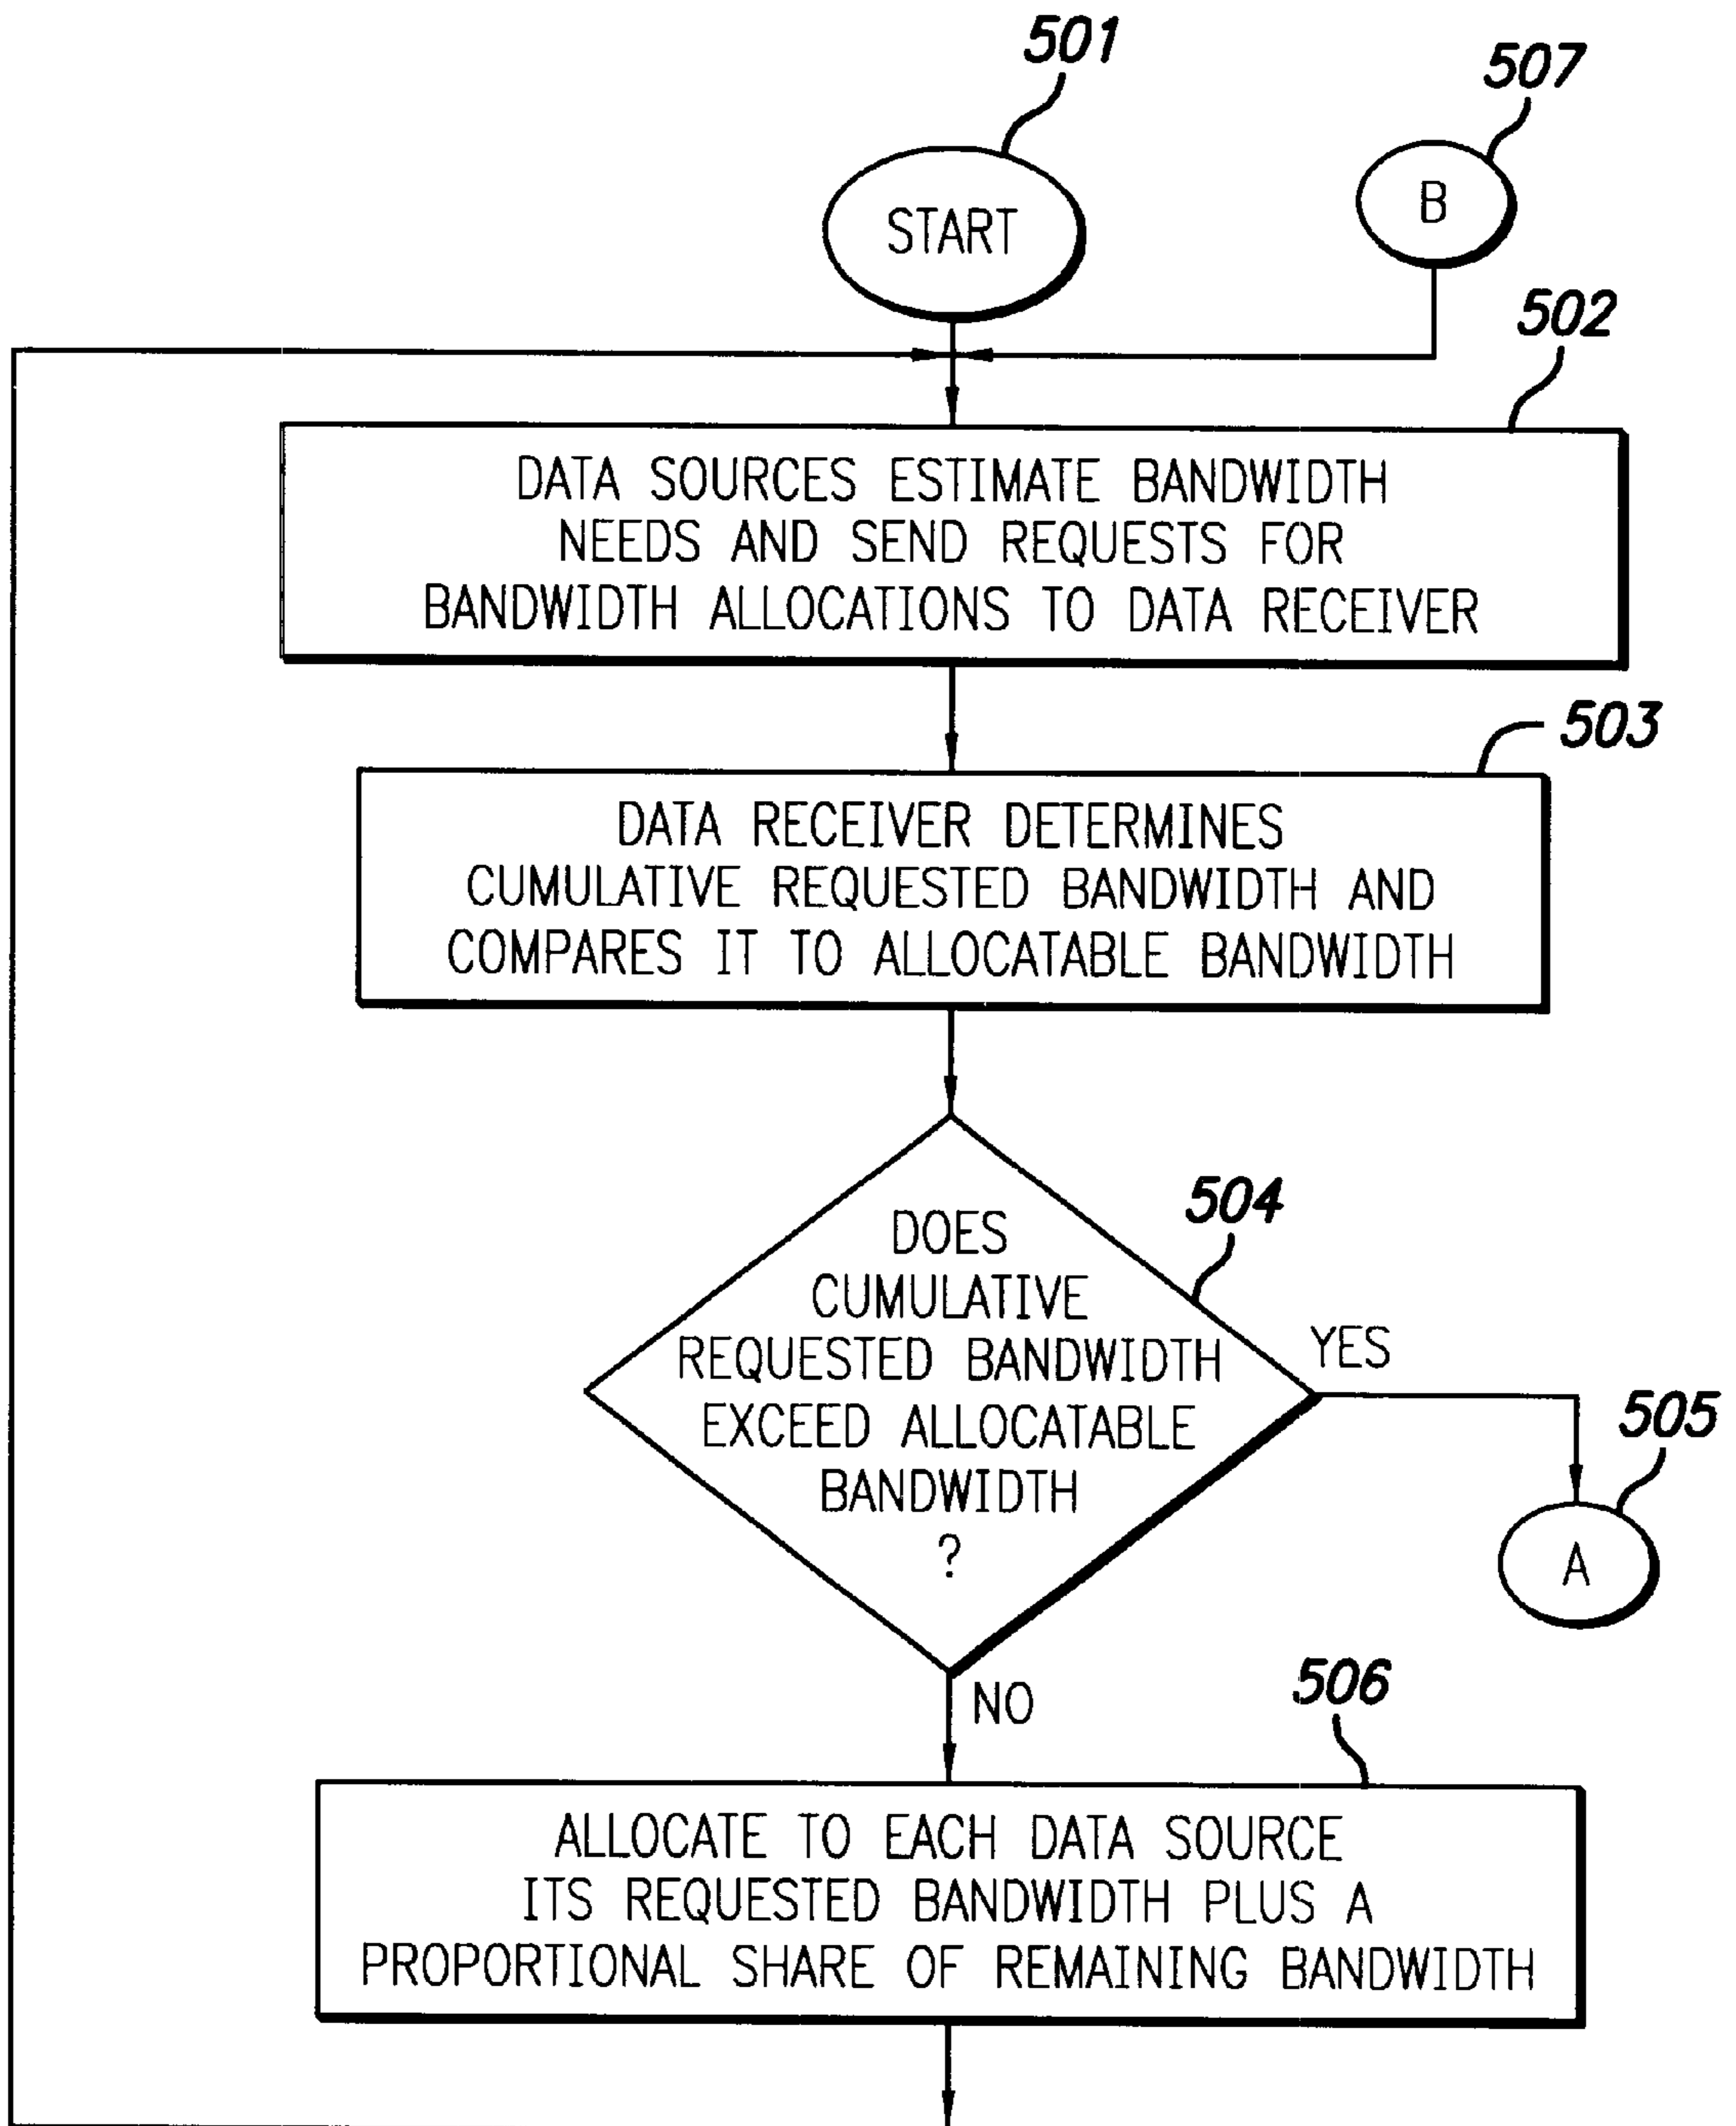 501
507
START
B
502
DATA SOURCES ESTIMATE BANDWIDTH
NEEDS AND SEND REQUESTS FOR
BANDWIDTH ALLOCATIONS TO DATA RECEIVER
503
DATA RECEIVER DETERMINES
CUMULATIVE REQUESTED BANDWIDTH AND
COMPARES IT TO ALLOCATABLE BANDWIDTH
504
DOES
CUMULATIVE
REQUESTED BANDWIDTH
EXCEED ALLOCATABLE
BANDWIDTH
?
YES
505
A
NO
506
ALLOCATE TO EACH DATA SOURCE
ITS REQUESTED BANDWIDTH PLUS A
PROPORTIONAL SHARE OF REMAINING BANDWIDTH